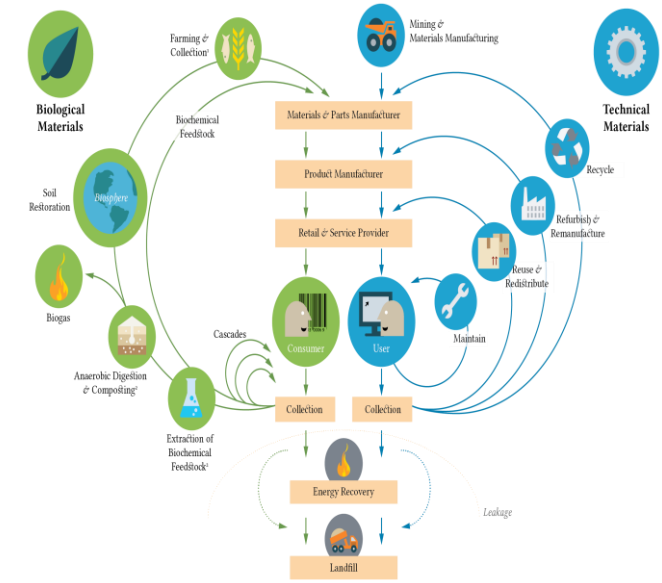 Farming &
Collection¹
Mining &
Materials Manufacturing
Biological
Materials
Technical
Materials
Materials & Parts Manufacturer
Biochemical
Feedstock
Recycle
Product Manufacturer
Soil
Restoration
Biosphere
Refurbish &
Remanufacture
Retail & Service Provider
Reuse &
Redistribute
Biogas
Consumer
User
Maintain
Cascades
Anaerobic Digestion
& Composting²
Collection
Collection
Extraction of
Biochemical
Feedstock²
Energy Recovery
Leakage
Landfill